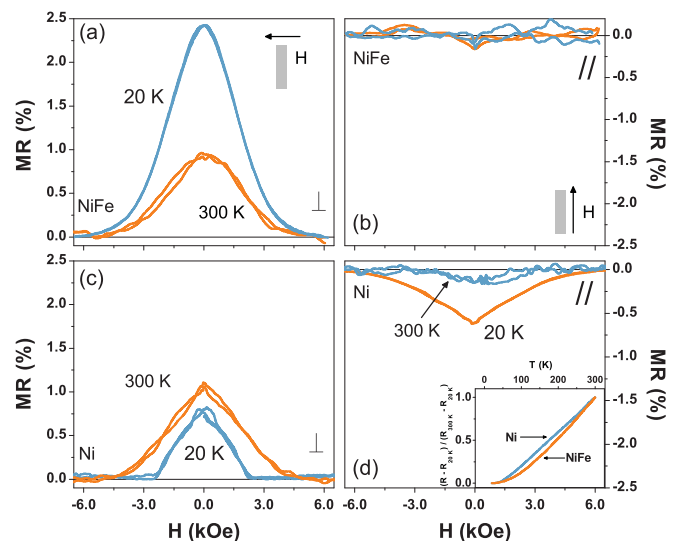 (a)
H
20 K
300 K
NiFe
⊥
MR (%)
2.5
2.0
1.5
1.0
0.5
0.0
NiFe
//
H
(b)
0.0
-0.5
-1.0
-1.5
-2.0
-2.5
MR (%)
(c)
300 K
20 K
Ni
⊥
MR (%)
2.5
2.0
1.5
1.0
0.5
0.0
-6.0 -3.0 0.0 3.0 6.0
H (kOe)
Ni
//
300 K
20 K
(d)
0.0
-0.5
-1.0
-1.5
-2.0
-2.5
MR (%)
T (K)
0 100 200 300
(R - R20 K) / (R300 K - R20 K)
1.0
0.5
0.0
Ni
NiFe
-6.0 -3.0 0.0 3.0 6.0
H (kOe)